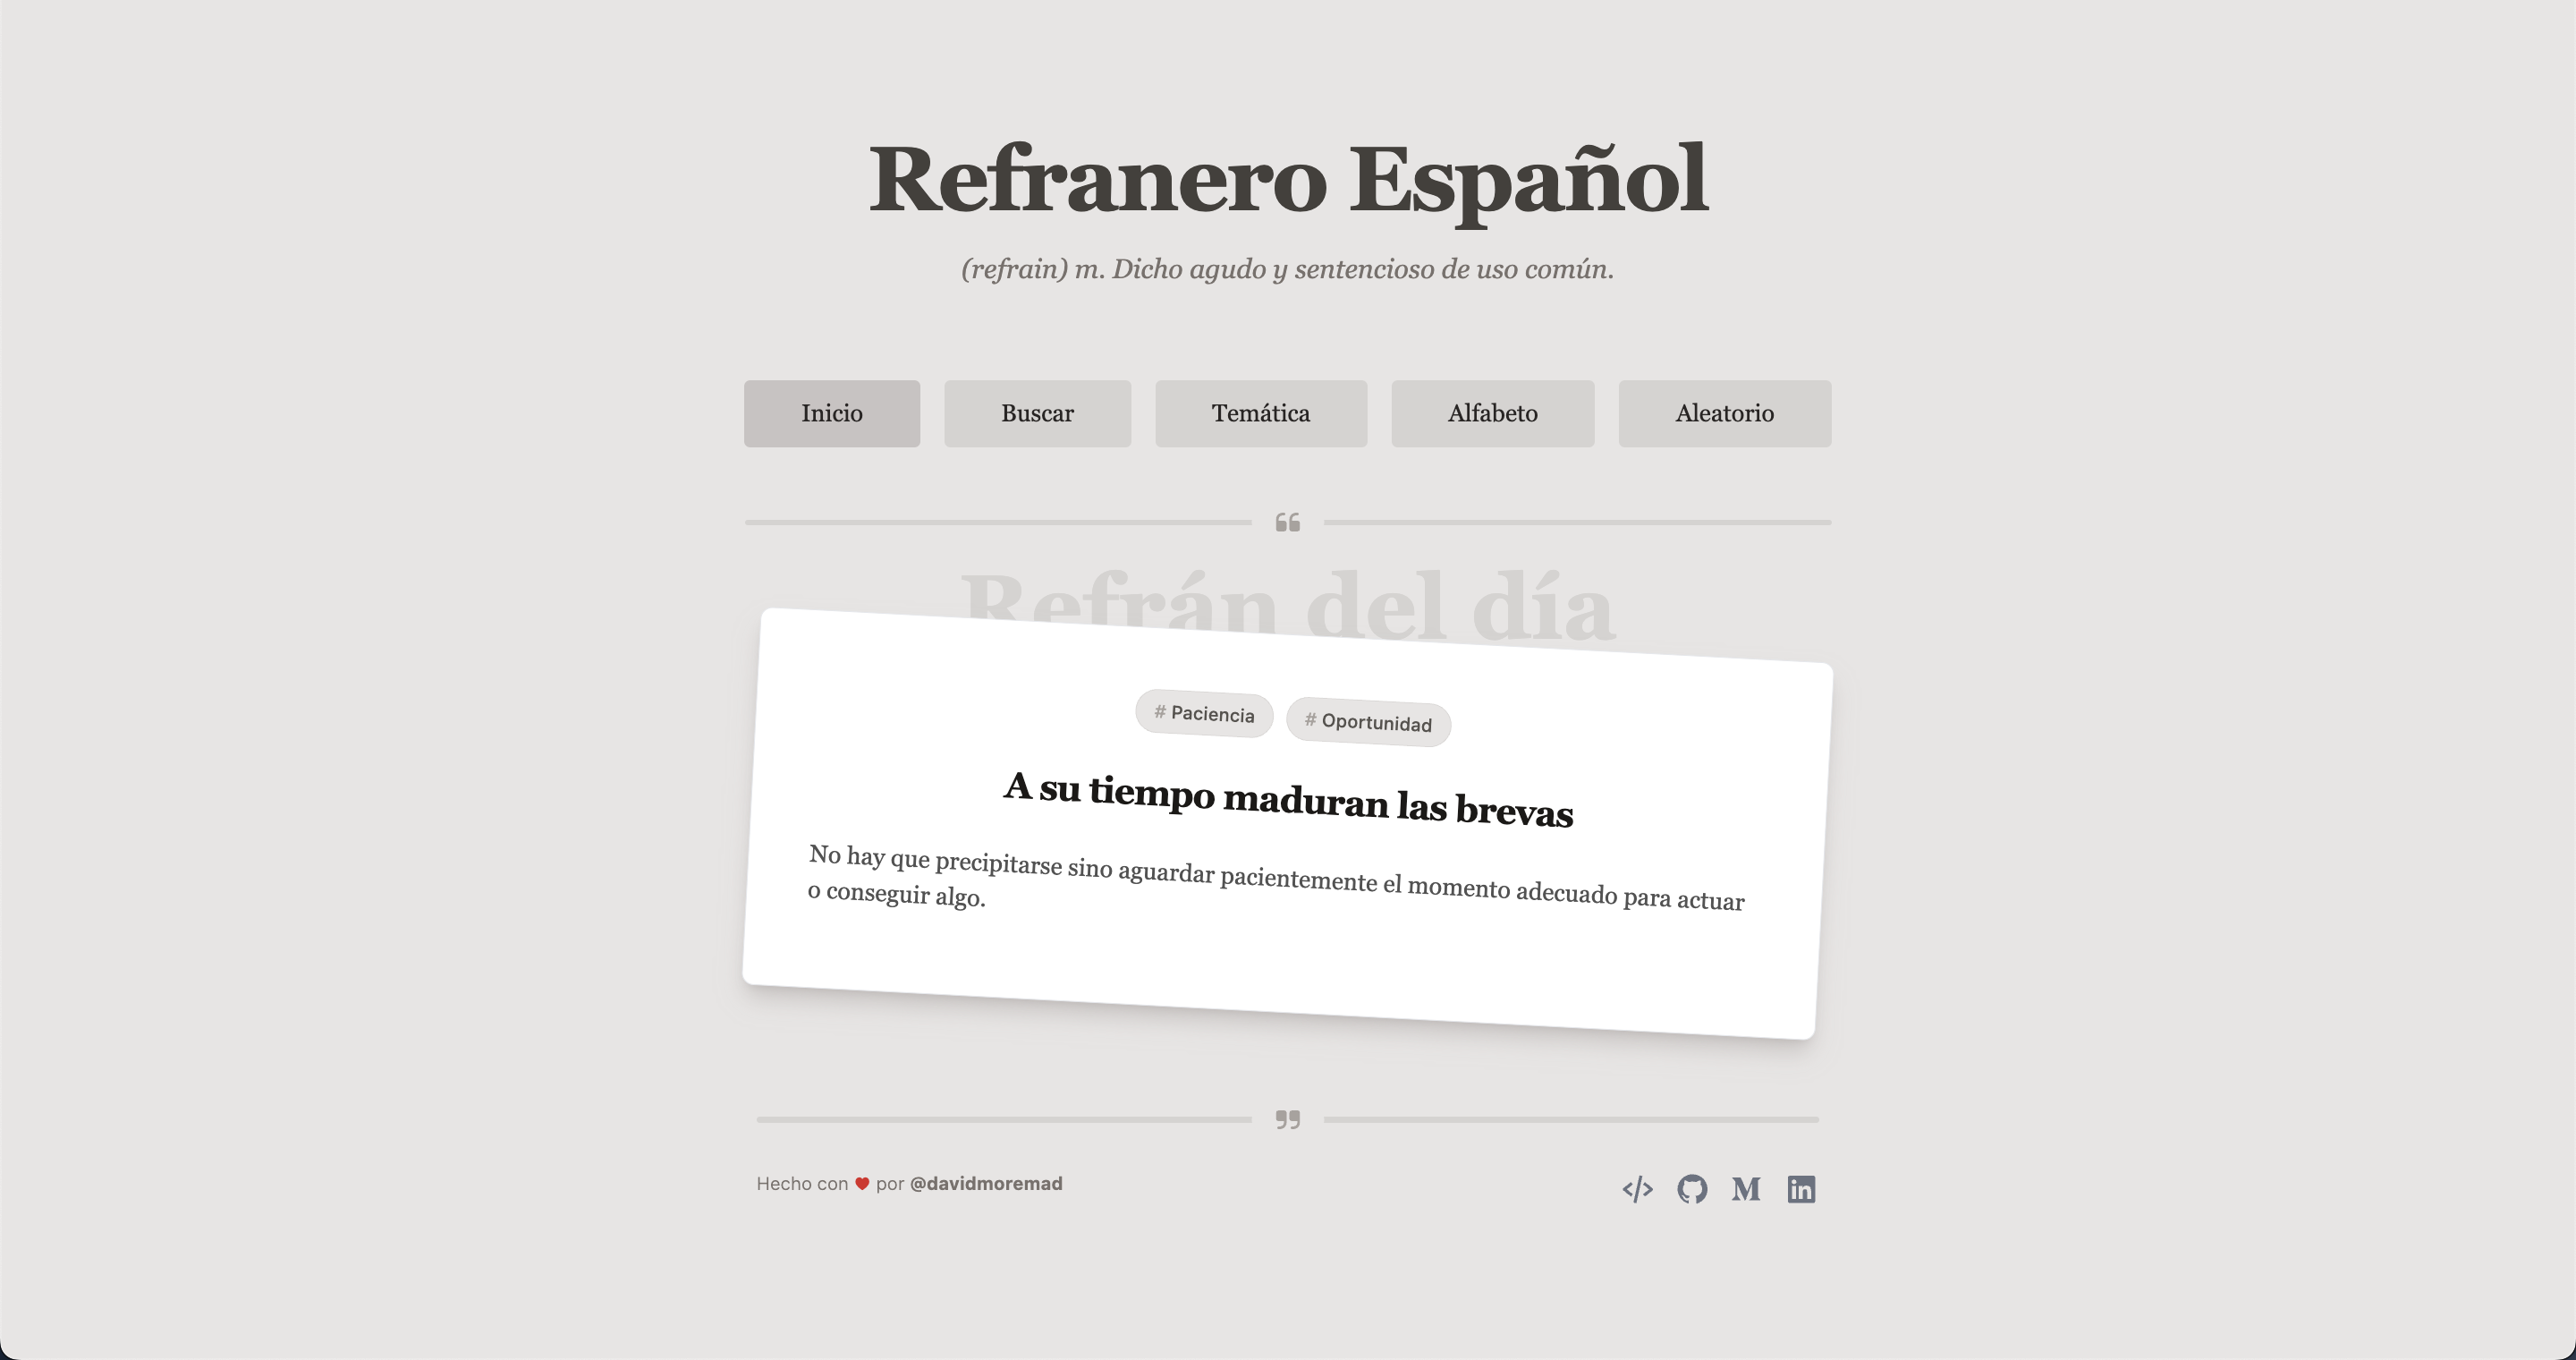 Refranero Español
(refrain) m. Dicho agudo y sentencioso de uso común.
Inicio
Buscar
Temática
Alfabeto
Aleatorio
Refrán del día
# Paciencia
# Oportunidad
A su tiempo maduran las brevas
No hay que precipitarse sino aguardar pacientemente el momento adecuado para actuar
o conseguir algo.
Hecho con ❤ por @davidmoremad